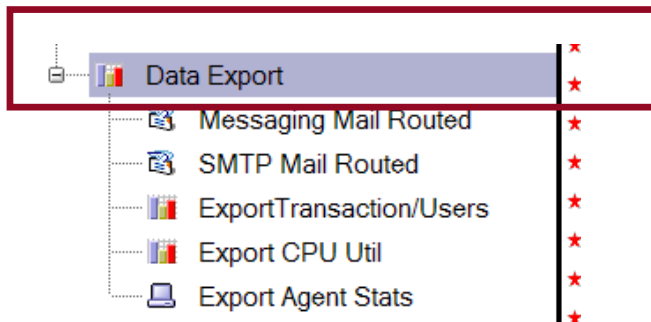 Data Export
Messaging Mail Routed
SMTP Mail Routed
ExportTransaction/Users
Export CPU Util
Export Agent Stats